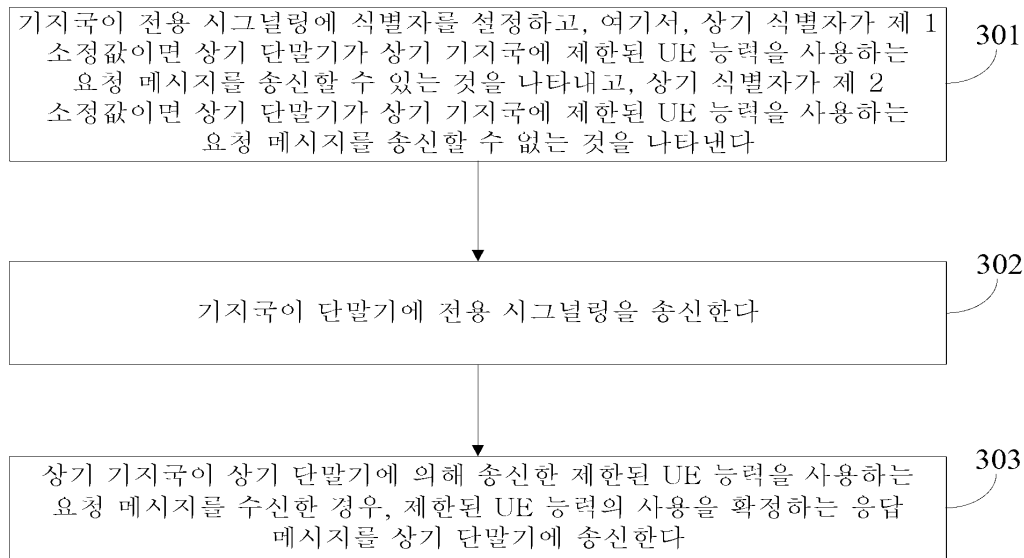 기지국이 전용 시그널링에 식별자를 설정하고, 여기서, 상기 식별자가 제 1
소정값이면 상기 단말기가 상기 기지국에 제한된 UE 능력을 사용하는
요청 메시지를 송신할 수 있는 것을 나타내고, 상기 식별자가 제 2
소정값이면 상기 단말기가 상기 기지국에 제한된 UE 능력을 사용하는
요청 메시지를 송신할 수 없는 것을 나타낸다
301
기지국이 단말기에 전용 시그널링을 송신한다
302
상기 기지국이 상기 단말기에 의해 송신한 제한된 UE 능력을 사용하는
요청 메시지를 수신한 경우, 제한된 UE 능력의 사용을 확정하는 응답
메시지를 상기 단말기에 송신한다
303